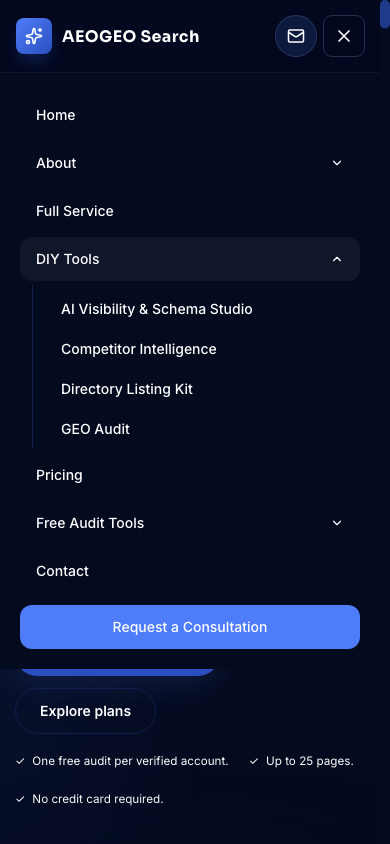 AEOGEO Search
Home
About
Full Service
DIY Tools
AI Visibility & Schema Studio
Competitor Intelligence
Directory Listing Kit
GEO Audit
Pricing
Free Audit Tools
Contact
Request a Consultation
Explore plans
One free audit per verified account. Up to 25 pages.
No credit card required.